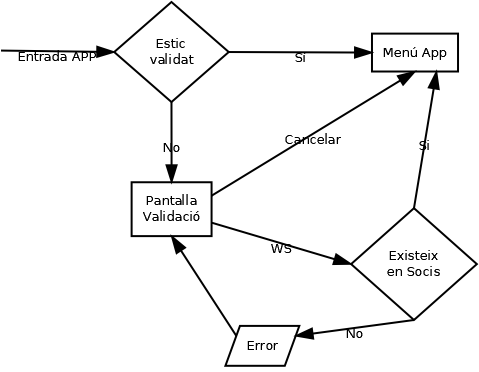 Entrada APP
Estic
validat
Si
Menú App
No
Cancelar
Si
Pantalla
Validació
WS
Existeix
en Socis
No
Error